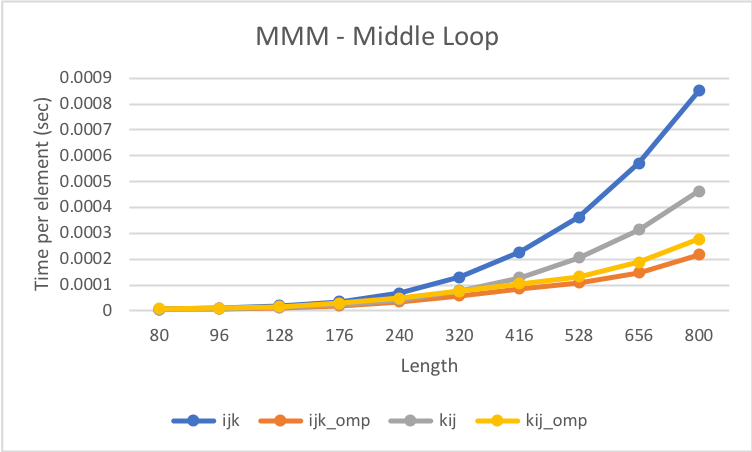 MMM - Middle Loop
Time per element (sec)
0.0009
0.0008
0.0007
0.0006
0.0005
0.0004
0.0003
0.0002
0.0001
0
80 96 128 176 240 320 416 528 656 800
Length
ijk ijk_omp kij kij_omp